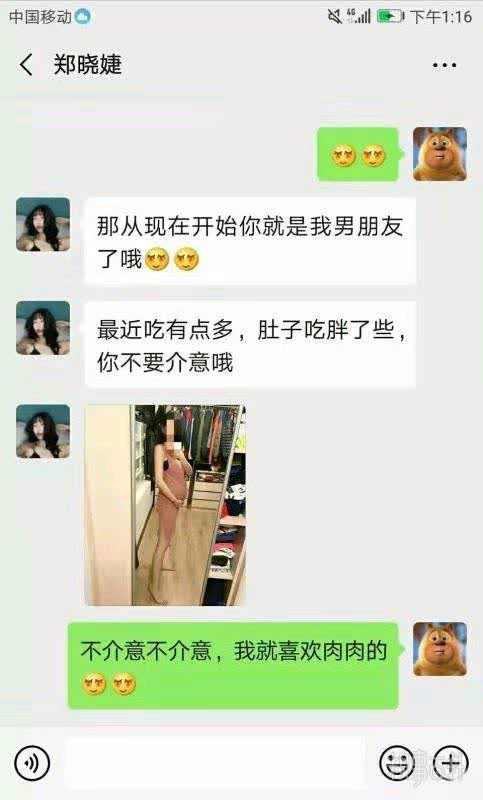 中国移动
4G
下午1:16
郑晓婕
那从现在开始你就是我男朋友
了哦
最近吃有点多，肚子吃胖了些，
你不要介意哦
不介意不介意，我就喜欢肉肉的